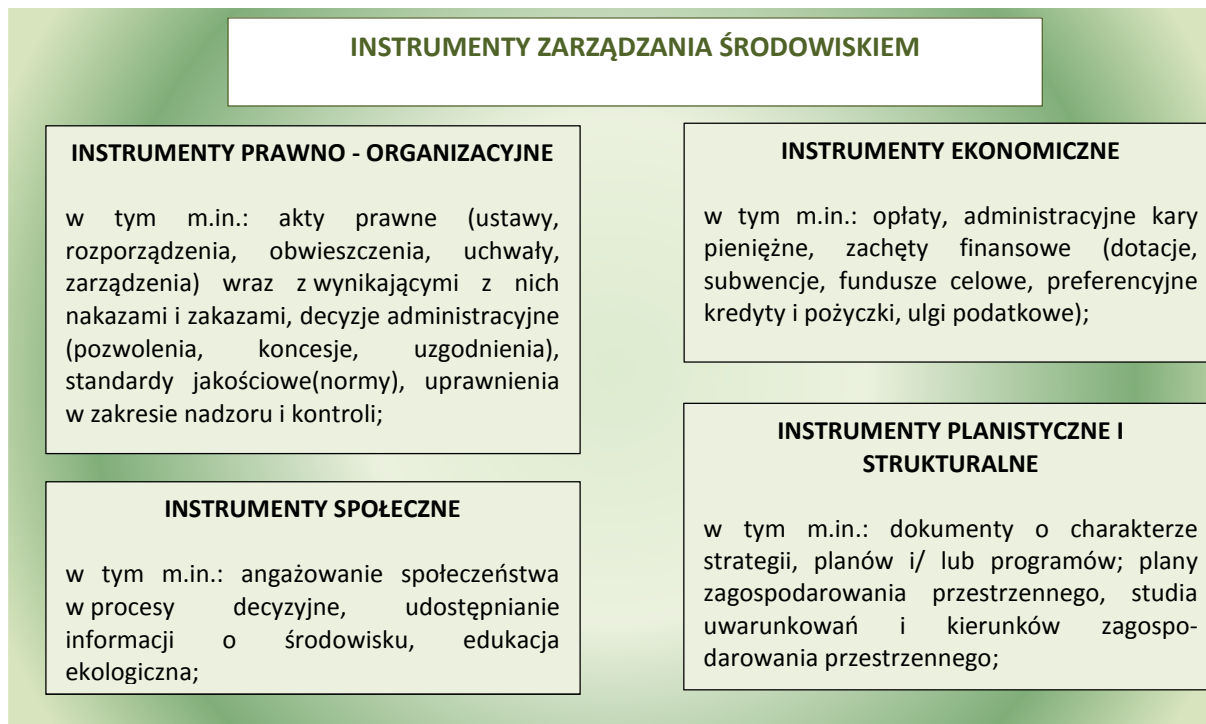 INSTRUMENTY ZARZĄDZANIA ŚRODOWISKIEM
INSTRUMENTY PRAWNO - ORGANIZACYJNE
w tym m.in.: akty prawne (ustawy,
rozporządzenia, obwieszczenia, uchwały,
zarządzenia) wraz z wynikającymi z nich
nakazami i zakazami, decyzje administracyjne
(pozwolenia, koncesje, uzgodnienia),
standardy jakościowe(normy), uprawnienia
w zakresie nadzoru i kontroli;
INSTRUMENTY SPOŁECZNE
w tym m.in.: angażowanie społeczeństwa
w procesy decyzyjne, udostępnianie
informacji o środowisku, edukacja
ekologiczna;
INSTRUMENTY EKONOMICZNE
w tym m.in.: opłaty, administracyjne kary
pieniężne, zachęty finansowe (dotacje,
subwencje, fundusze celowe, preferencyjne
kredyty i pożyczki, ulgi podatkowe);
INSTRUMENTY PLANISTYCZNE I
STRUKTURALNE
w tym m.in.: dokumenty o charakterze
strategii, planów i/ lub programów; plany
zagospodarowania przestrzennego, studia
uwarunkowań i kierunków zagospo-
darowania przestrzennego;